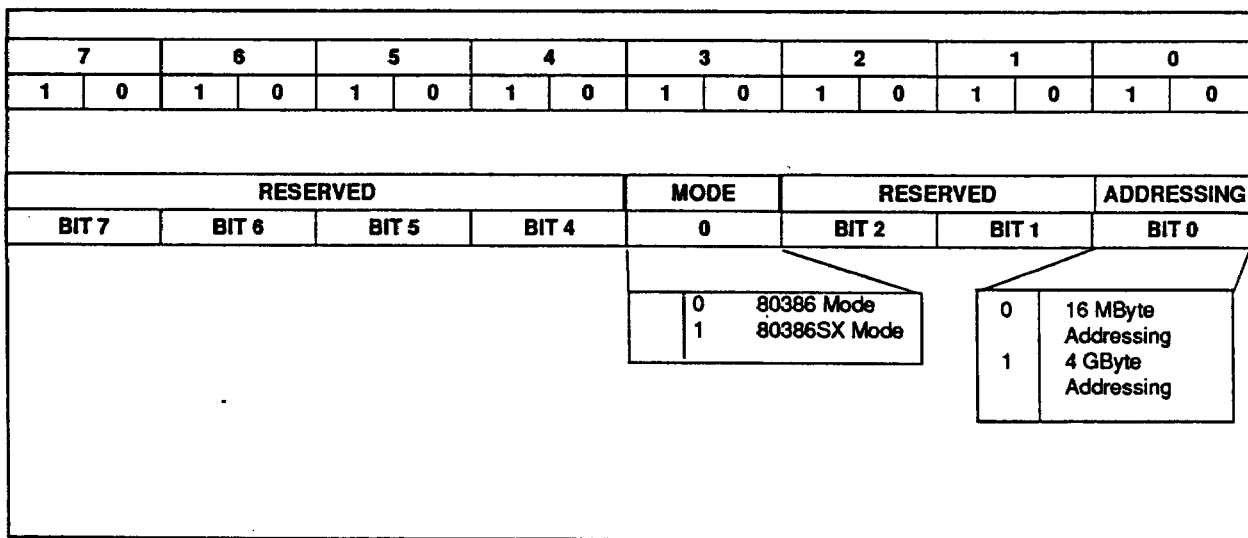 7 6 5 4 3 2 1 0
1 0 1 0 1 0 1 0 1 0 1 0 1 0 1 0
RESERVED MODE RESERVED ADDRESSING
BIT 7 BIT 6 BIT 5 BIT 4 0 BIT 2 BIT 1 BIT 0
0 80386 Mode
1 80386SX Mode
0 16 MByte
Addressing
1 4 GByte
Addressing